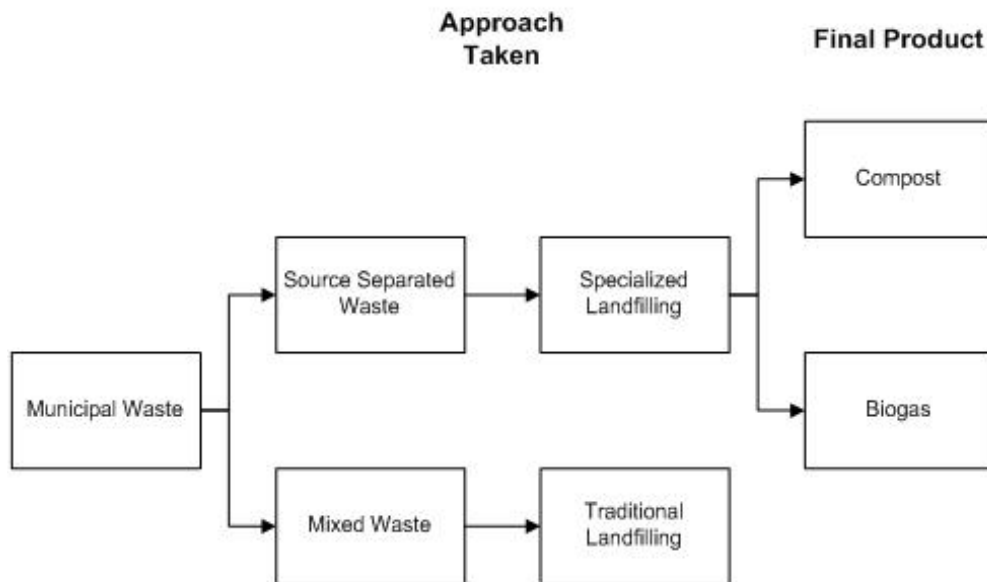 Approach
Taken
Final Product
Compost
Source Separated
Waste
Specialized
Landfilling
Municipal Waste
Biogas
Mixed Waste
Traditional
Landfilling